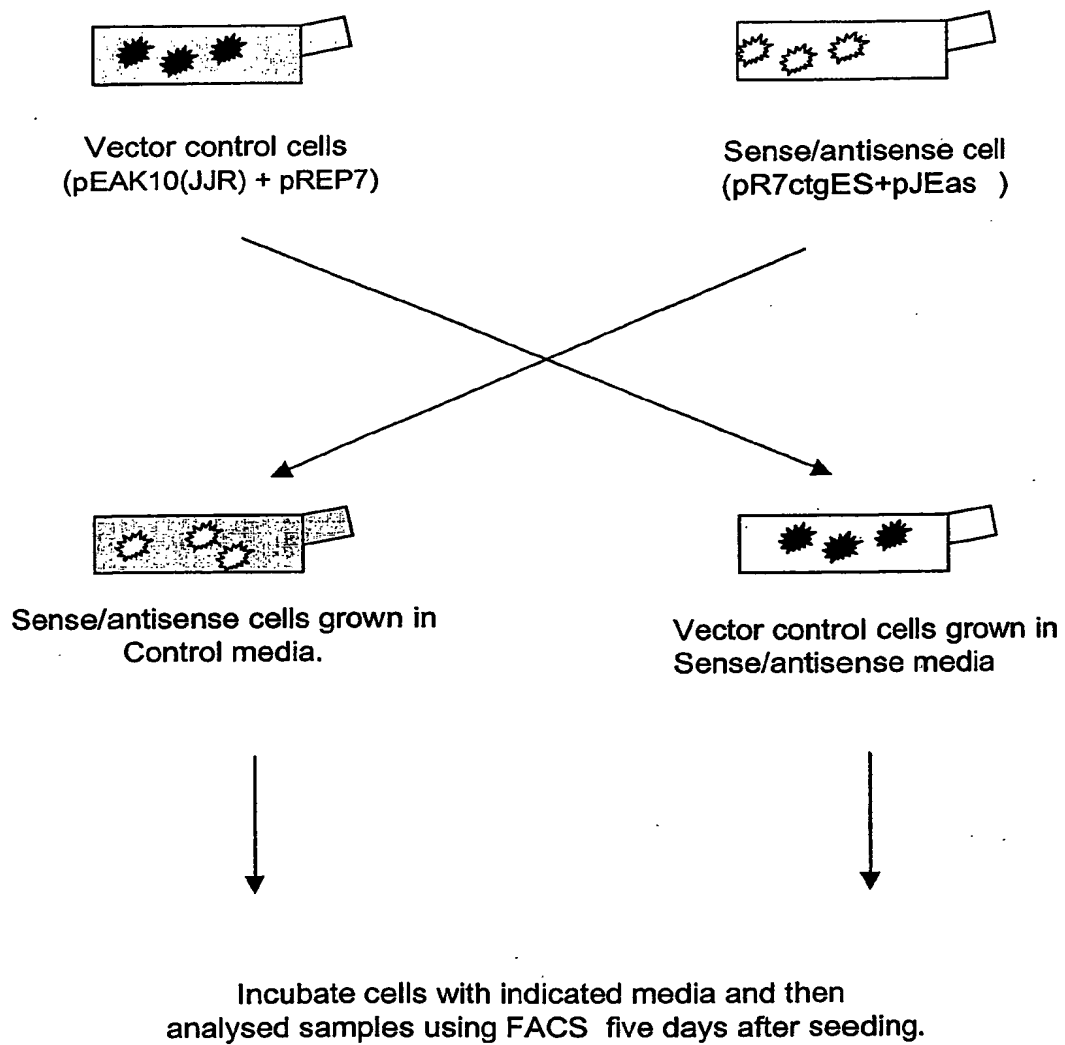 Vector control cells
(pEAK10(JJR) + pREP7)
Sense/antisense cell
(pR7ctgES+pJEas )
Sense/antisense cells grown in
Control media.
Vector control cells grown in
Sense/antisense media
Incubate cells with indicated media and then
analysed samples using FACS five days after seeding.